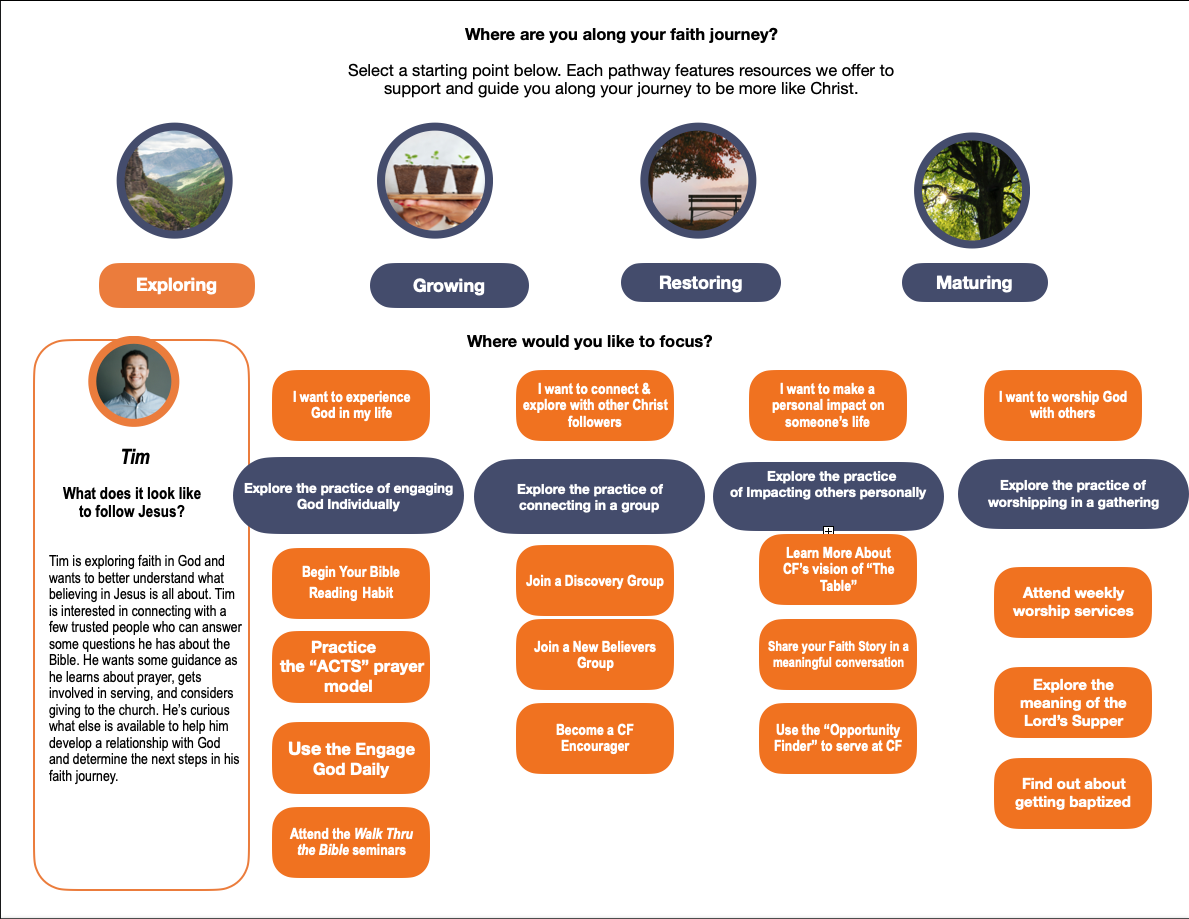 Where are you along your faith journey?
Select a starting point below. Each pathway features resources we offer to
support and guide you along your journey to be more like Christ.
Exploring
Growing
Restoring
Maturing
Where would you like to focus?
Tim
What does it look like
to follow Jesus?
Tim is exploring faith in God and
wants to better understand what
believing in Jesus is all about. Tim
is interested in connecting with a
few trusted people who can answer
some questions he has about the
Bible. He wants some guidance as
he learns about prayer, gets
involved in serving, and considers
giving to the church. He’s curious
what else is available to help him
develop a relationship with God
and determine the next steps in his
faith journey.
I want to experience
God in my life
Explore the practice of engaging
God Individually
Begin Your Bible
Reading Habit
Practice
the “ACTS” prayer
model
Use the Engage
God Daily
Attend the Walk Thru
the Bible seminars
I want to connect &
explore with other Christ
followers
Explore the practice of
connecting in a group
Join a Discovery Group
Join a New Believers
Group
Become a CF
Encourager
I want to make a
personal impact on
someone’s life
Explore the practice
of Impacting others personally
Learn More About
CF’s vision of “The
Table”
Share your Faith Story in a
meaningful conversation
Use the “Opportunity
Finder” to serve at CF
I want to worship God
with others
Explore the practice of
worshipping in a gathering
Attend weekly
worship services
Explore the
meaning of the
Lord’s Supper
Find out about
getting baptized